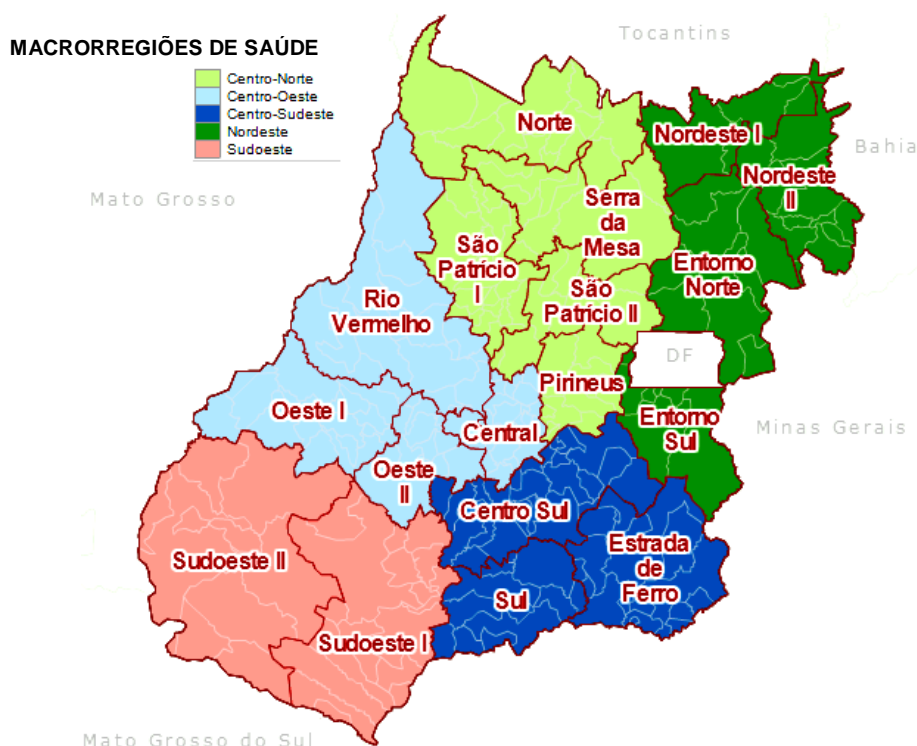 Tocantins
MACRORREGIÕES DE SAÚDE
Centro-Norte
Centro-Oeste
Centro-Sudeste
Nordeste
Sudoeste
Norte
Nordeste I
Bahia
Nordeste
II
Mato Grosso
Serra
da
Mesa
São
Patrício
I
Entorno
Norte
São
Patrício II
Rio
Vermelho
DF
Pirineus
Oeste I
Entorno
Sul
Minas Gerais
Central
Oeste
II
Centro Sul
Estrada
de
Ferro
Sudoeste II
Sul
Sudoeste I
Mato Grosso do Sul